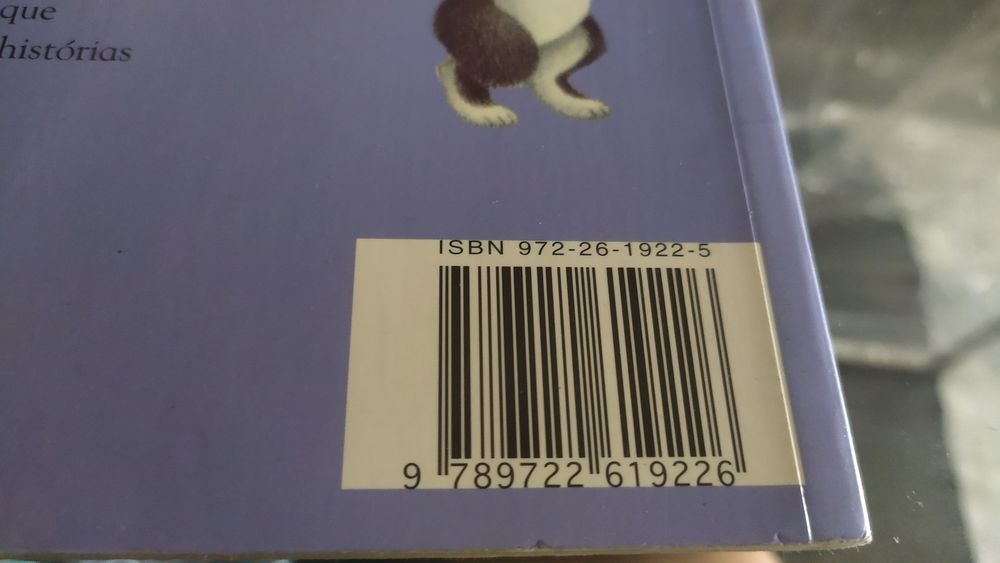 que
histórias
ISBN 972-26-1922-5
9 789722 619226